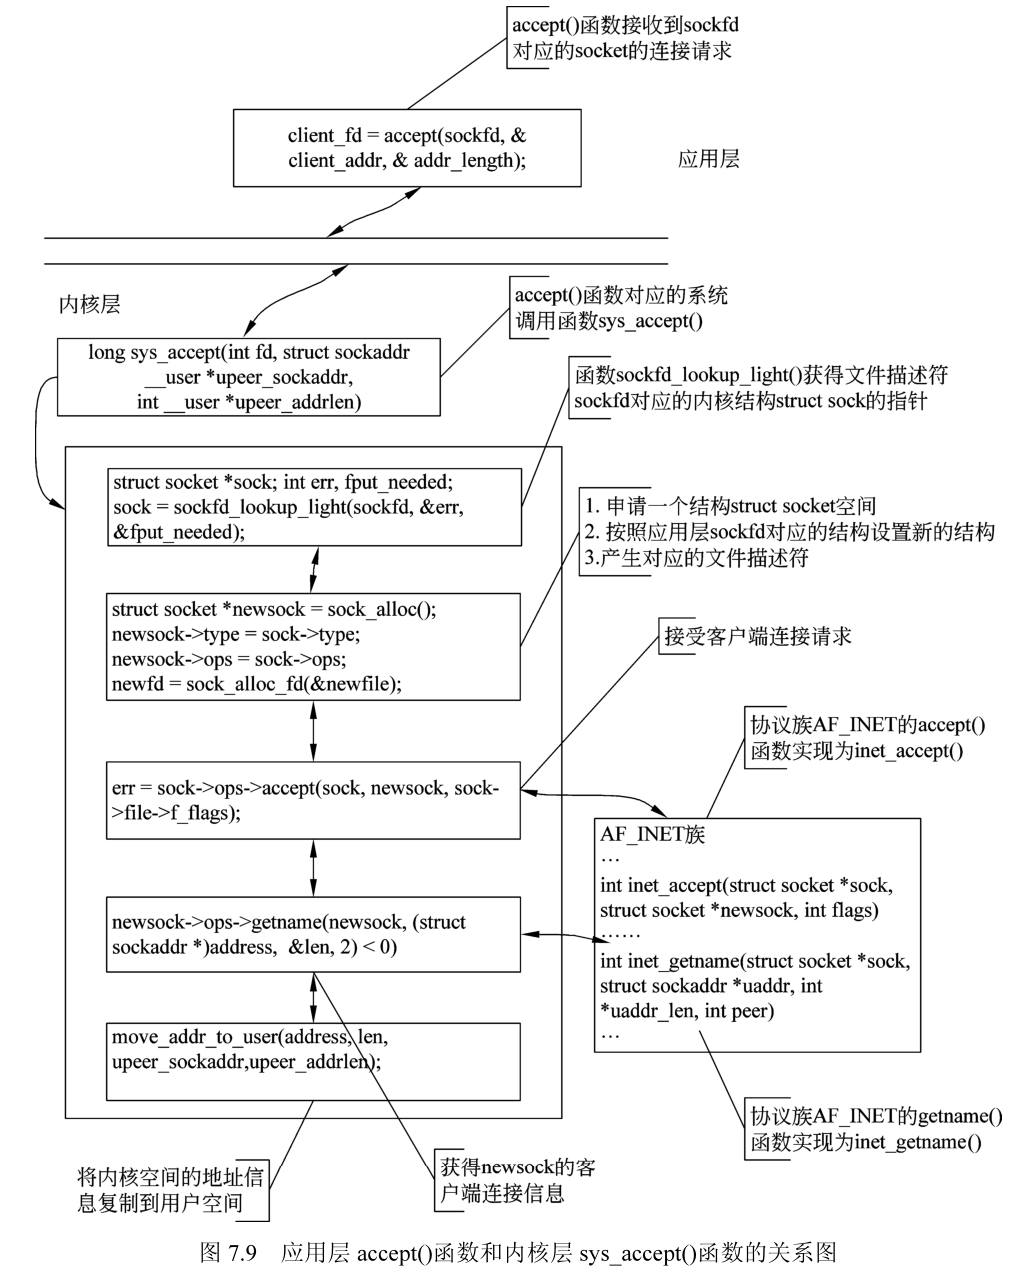 accept()函数接收到sockfd
对应的socket的连接请求
client_fd = accept(sockfd, &
client_addr, & addr_length);
应用层
内核层
accept()函数对应的系统
调用函数sys_accept()
long sys_accept(int fd, struct sockaddr
__user *upeer_sockaddr,
int __user *upeer_addrlen)
函数sockfd_lookup_light()获得文件描述符
sockfd对应的内核结构struct sock的指针
struct socket *sock; int err, fput_needed;
sock = sockfd_lookup_light(sockfd, &err,
&fput_needed);
1. 申请一个结构struct socket空间
2. 按照应用层sockfd对应的结构设置新的结构
3.产生对应的文件描述符
struct socket *newsock = sock_alloc();
newsock->type = sock->type;
newsock->ops = sock->ops;
newfd = sock_alloc_fd(&newfile);
接受客户端连接请求
协议族AF_INET的accept()
函数实现为inet_accept()
err = sock->ops->accept(sock, newsock, sock-
>file->f_flags);
AF_INET族
…
int inet_accept(struct socket *sock,
struct socket *newsock, int flags)
……
int inet_getname(struct socket *sock,
struct sockaddr *uaddr, int
*uaddr_len, int peer)
…
newsock->ops->getname(newsock, (struct
sockaddr *)address,  &len, 2) < 0)
move_addr_to_user(address, len,
upeer_sockaddr,upeer_addrlen);
协议族AF_INET的getname()
函数实现为inet_getname()
将内核空间的地址信
息复制到用户空间
获得newsock的客
户端连接信息
图 7.9 应用层 accept()函数和内核层 sys_accept()函数的关系图